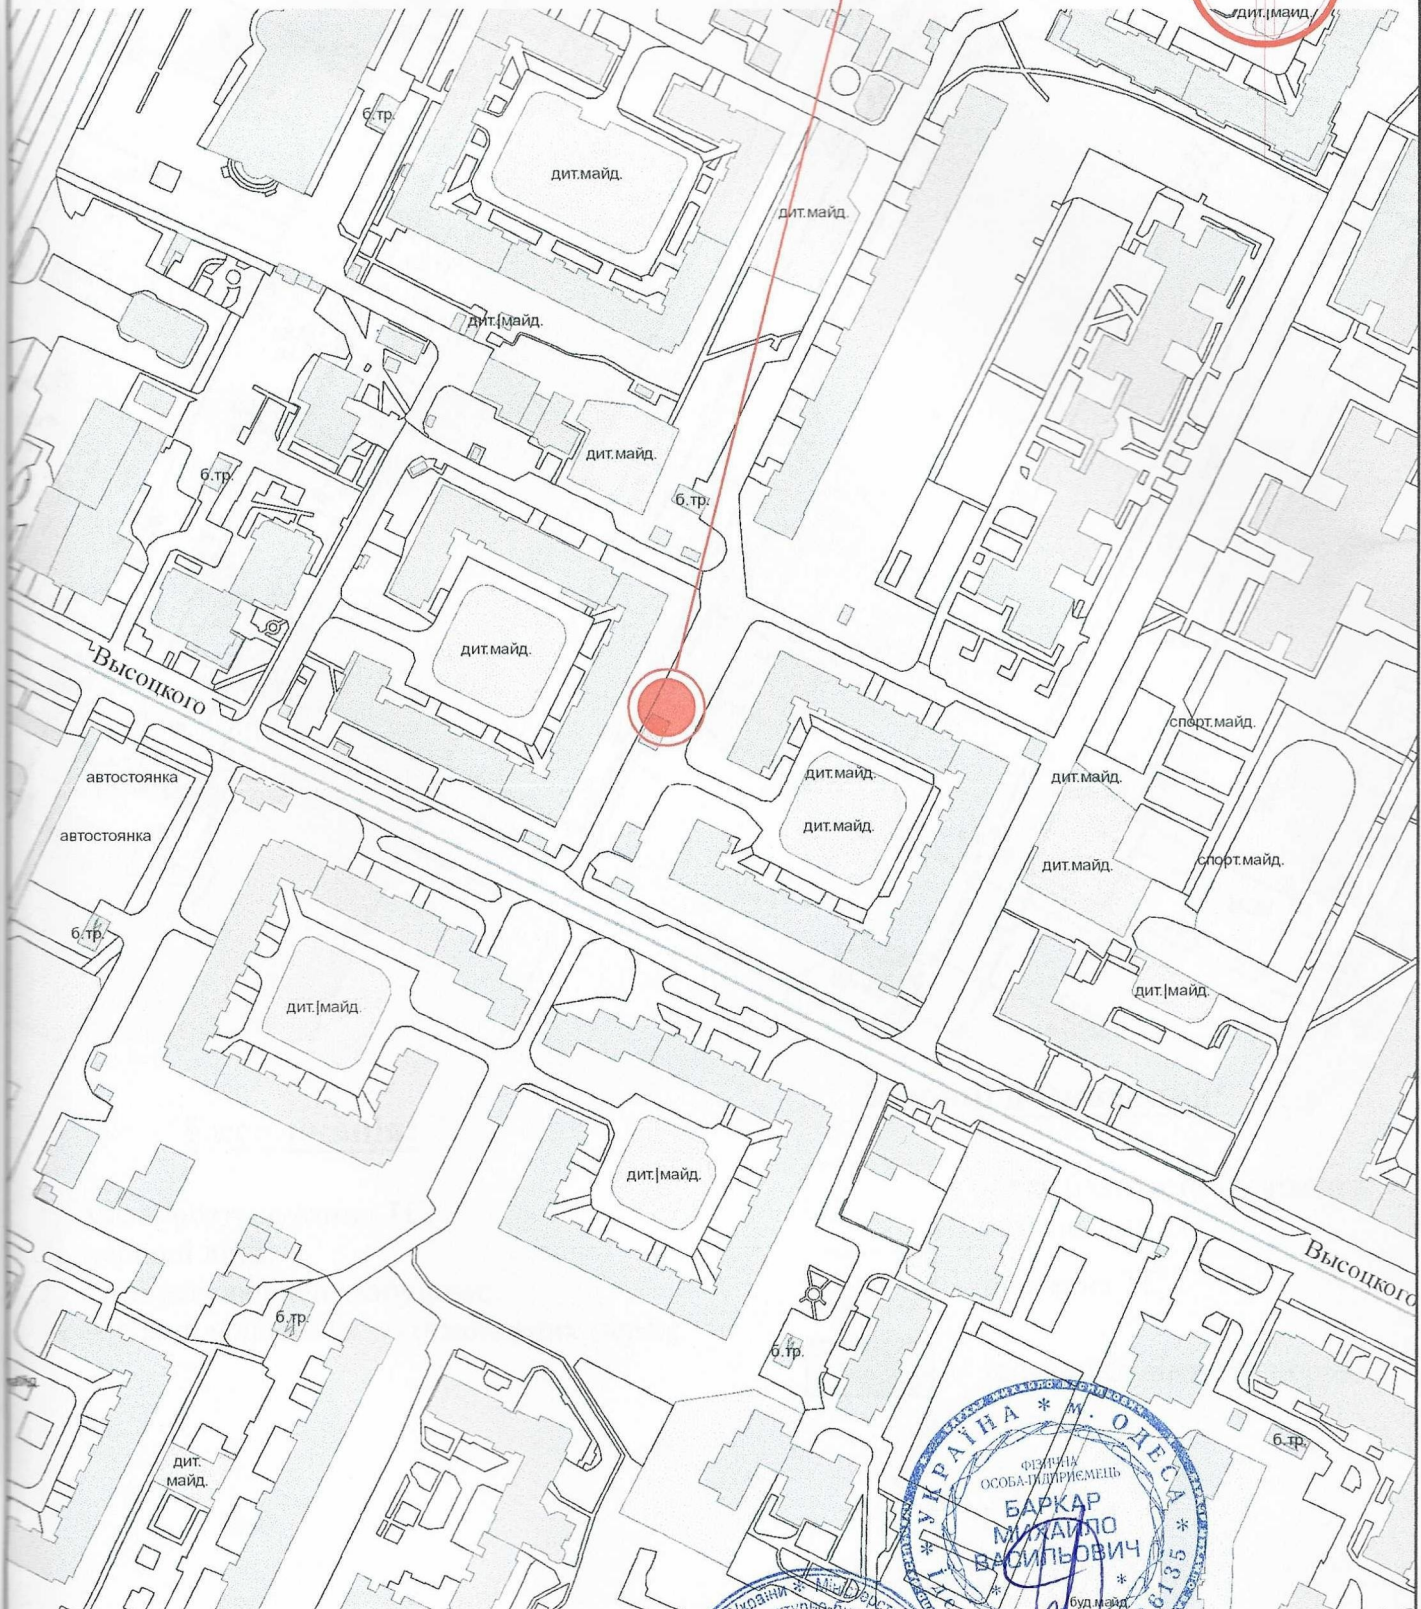 дит.майд.
б.тр.
дит.майд.
дит.майд.
дит.майд.
дит.майд.
б.тр.
б.тр.
дит.майд.
Высоцкого
спорт.майд.
дит.майд.
дит.майд.
автостоянка
дит.майд.
автостоянка
спорт.майд.
дит.майд.
б.тр.
дит.майд.
дит.майд.
дит.майд.
Высоцкого
б.тр.
б.тр.
б.тр.
дит.
майд.
УКРАЇНА * м. ОДЕСА *
ФІЗИЧНА
ОСОБА-ПІДПРИЄМЕЦЬ
БАРКАР
МИХАЙЛО
ВАСИЛЬОВИЧ
буд.майд.